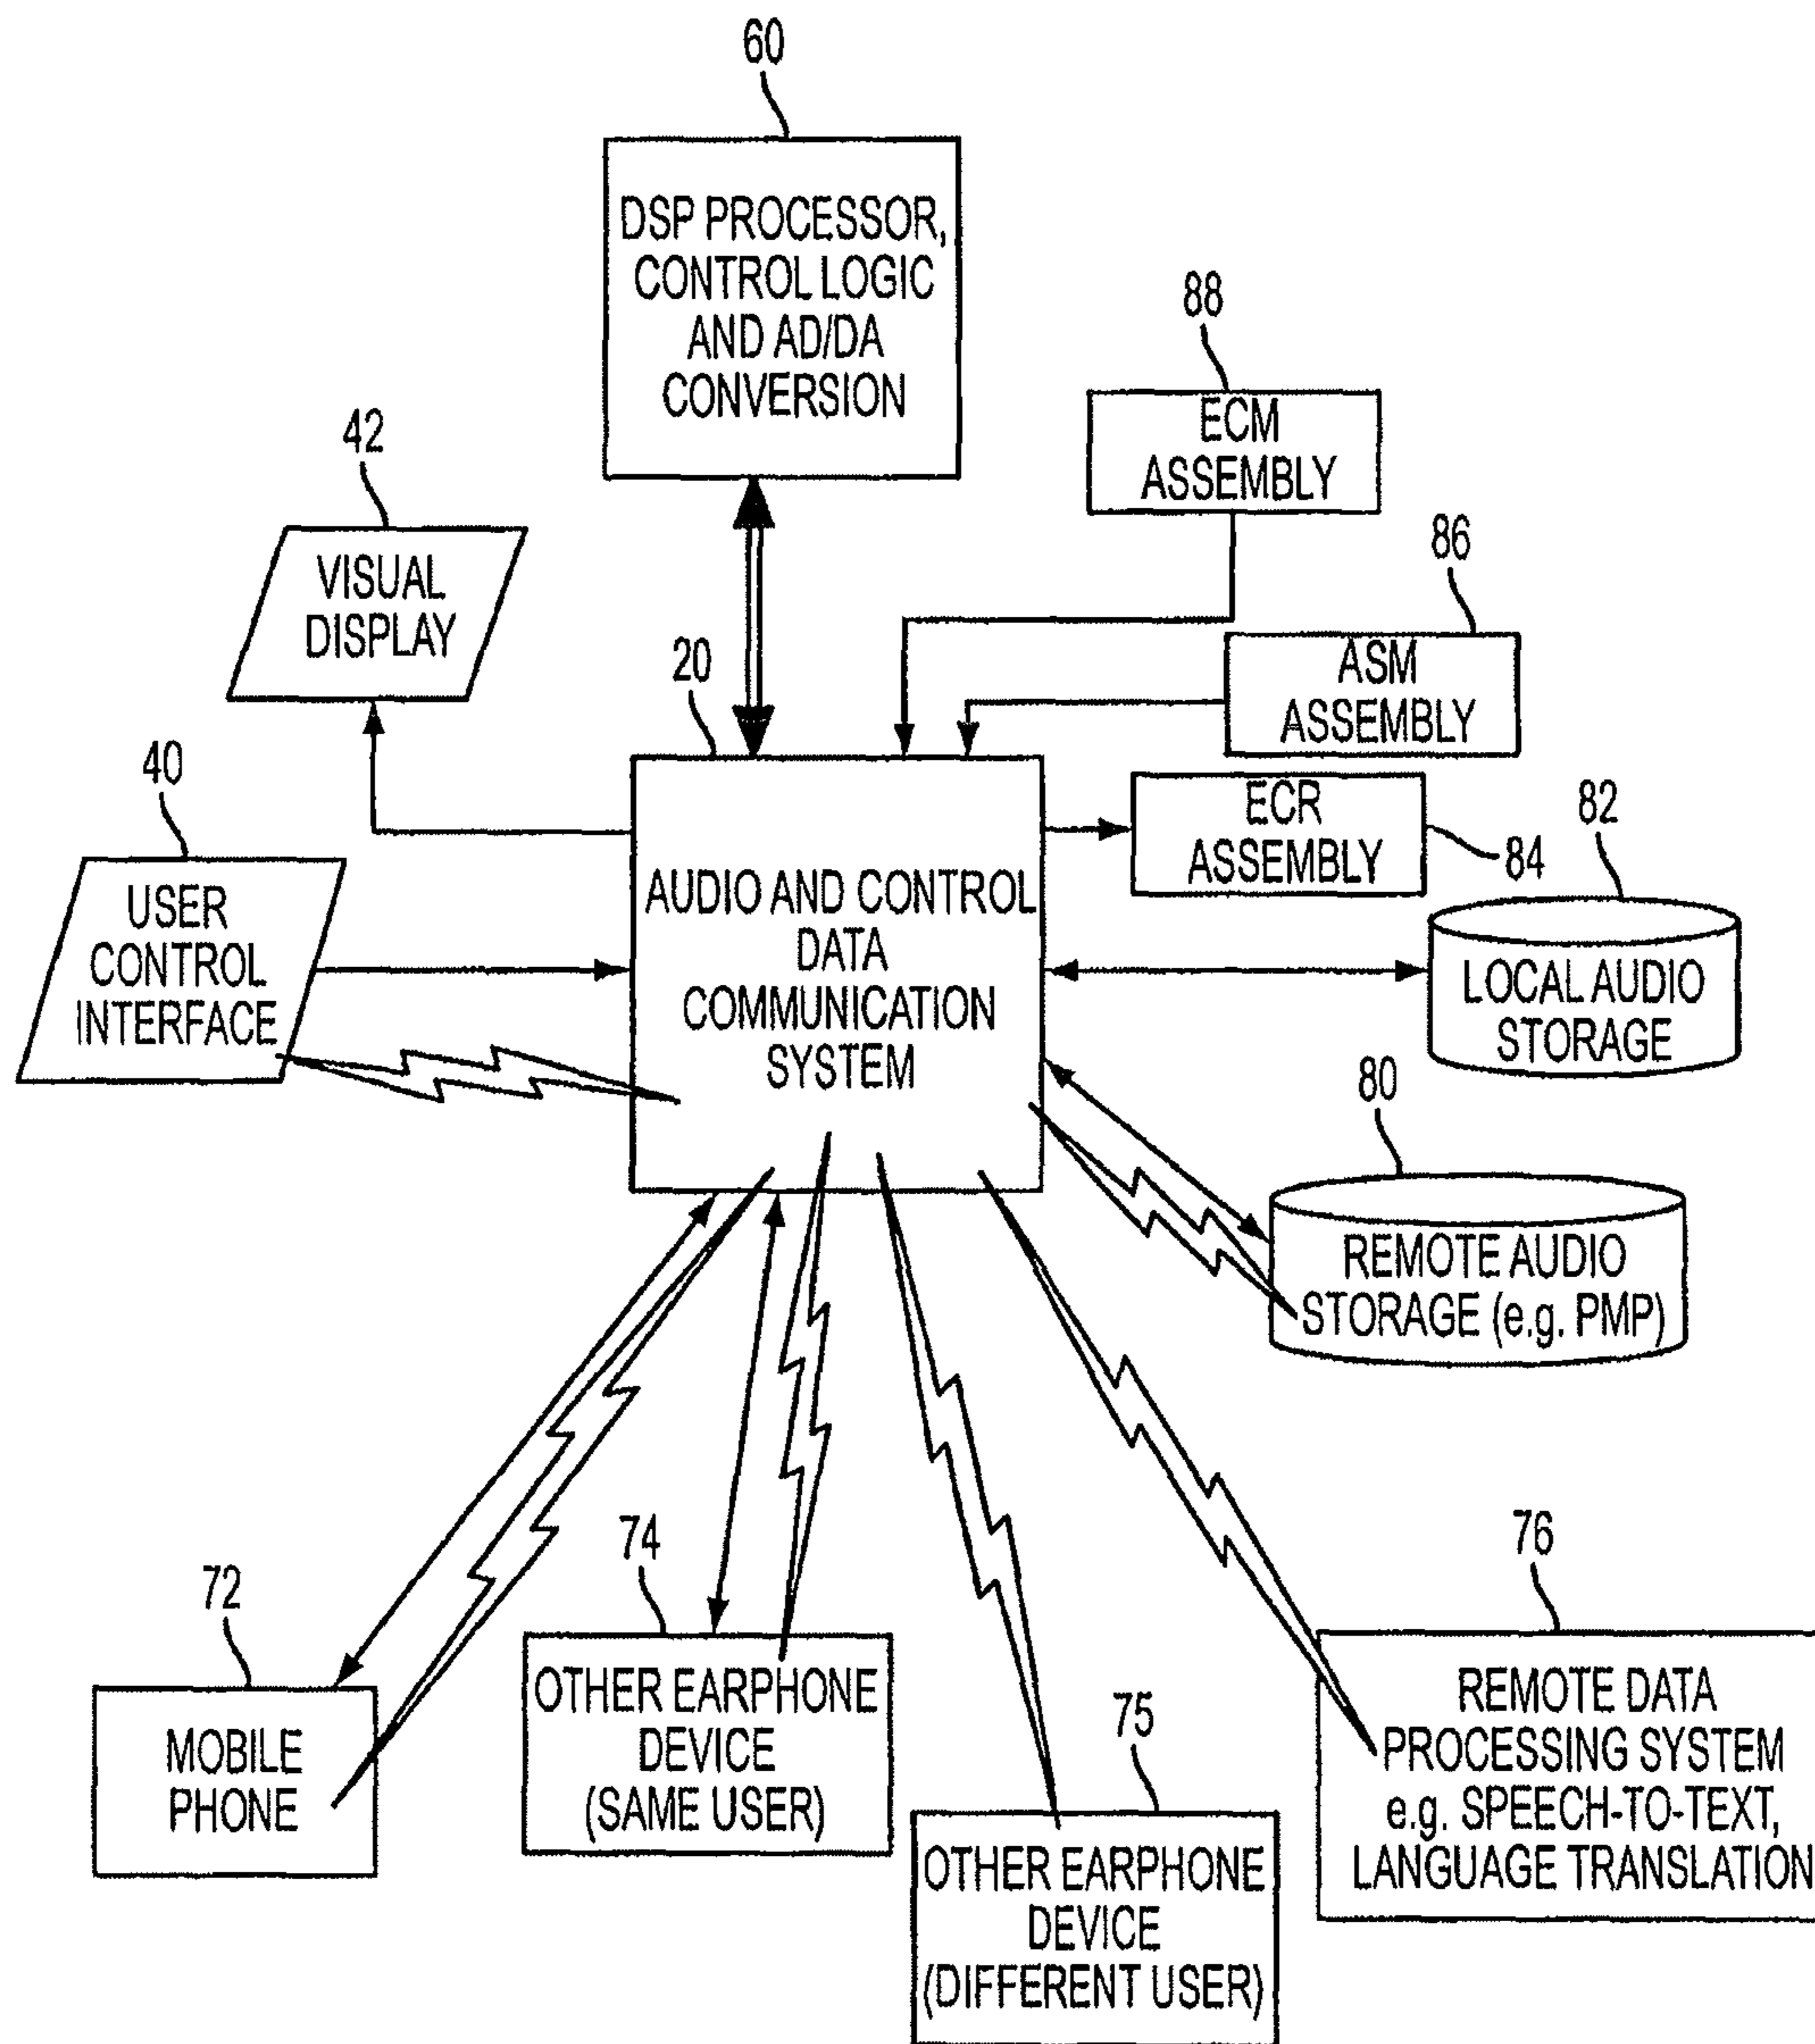 60
DSP PROCESSOR,
CONTROL LOGIC
AND AD/DA
CONVERSION
88
ECM
ASSEMBLY
42
VISUAL
DISPLAY
86
ASM
ASSEMBLY
20
AUDIO AND CONTROL
DATA
COMMUNICATION
SYSTEM
ECR
ASSEMBLY
84
40
USER
CONTROL
INTERFACE
82
LOCAL AUDIO
STORAGE
80
REMOTE AUDIO
STORAGE (e.g. PMP)
72
MOBILE
PHONE
74
OTHER EARPHONE
DEVICE
(SAME USER)
75
OTHER EARPHONE
DEVICE
(DIFFERENT USER)
76
REMOTE DATA
PROCESSING SYSTEM
e.g. SPEECH-TO-TEXT,
LANGUAGE TRANSLATION